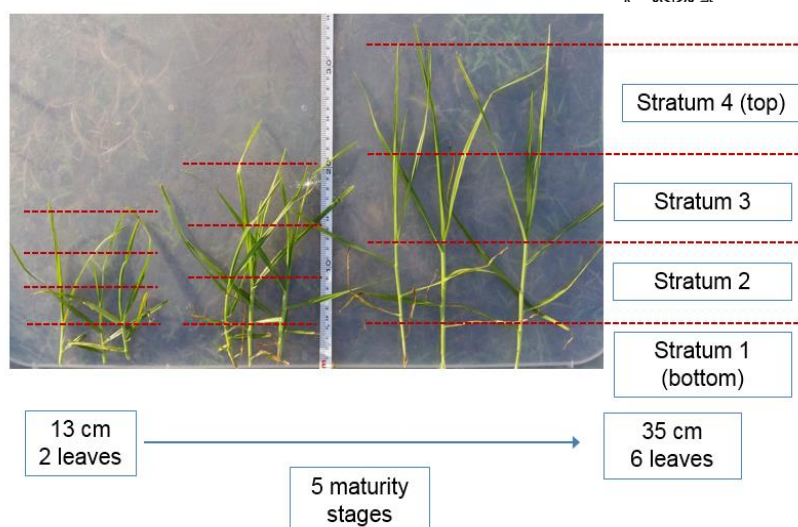 Stratum 4 (top)
Stratum 3
Stratum 2
Stratum 1
(bottom)
13 cm
2 leaves
35 cm
6 leaves
5 maturity
stages